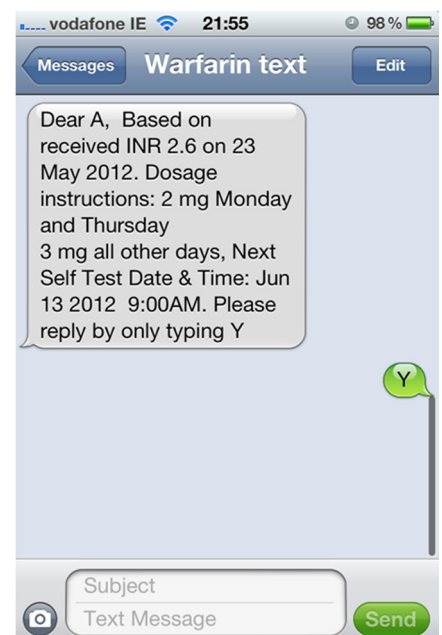 vodafone IE 21:55 98%
Messages Warfarin text Edit
Dear A, Based on
received INR 2.6 on 23
May 2012. Dosage
instructions: 2 mg Monday
and Thursday
3 mg all other days, Next
Self Test Date & Time: Jun
13 2012 9:00AM. Please
reply by only typing Y
Y
Subject
Text Message Send